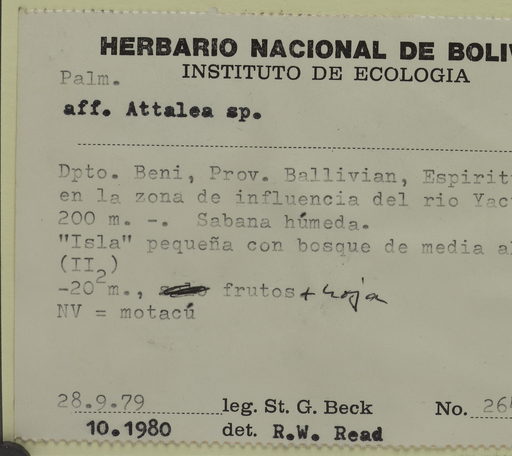 HERBARIO NACIONAL DE BOLIV
INSTITUTO DE ECOLOGIA
Palm.
aff. Attalea sp.
Dpto. Beni, Prov. Ballivian, Espirit
en la zona de influencia del rio Yac
200 m. -. Sabana húmeda.
"Isla" pequeña con bosque de media al
(II2)
-20 m., frutos + hoja
NV = motacú
28.9.79 leg. St. G. Beck No. 264
10.1980 det. R.W. Read